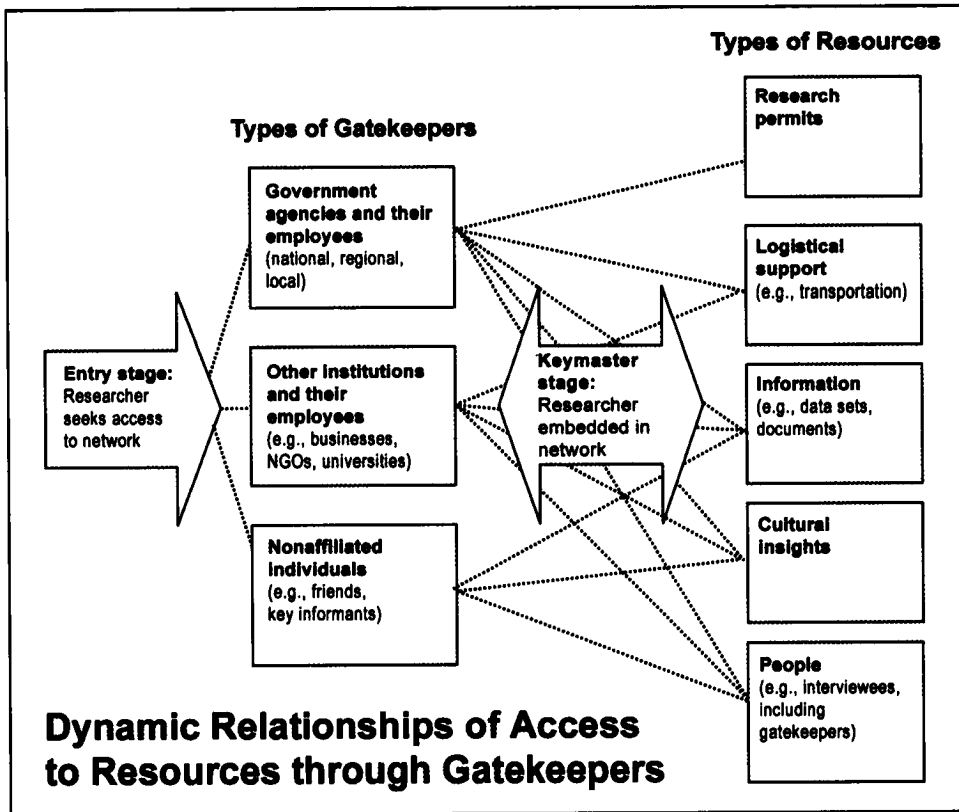 Types of Resources
Research
permits
Types of Gatekeepers
Government
agencies and their
employees
(national, regional,
local)
Logistical
support
(e.g., transportation)
Entry stage:
Researcher
seeks access
to network
Other institutions
and their
employees
(e.g., businesses,
NGOs, universities)
Keymaster
stage:
Researcher
embedded in
network
Information
(e.g., data sets,
documents)
Nonaffiliated
individuals
(e.g., friends,
key informants)
Cultural
insights
People
(e.g., interviewees,
including
gatekeepers)
Dynamic Relationships of Access
to Resources through Gatekeepers